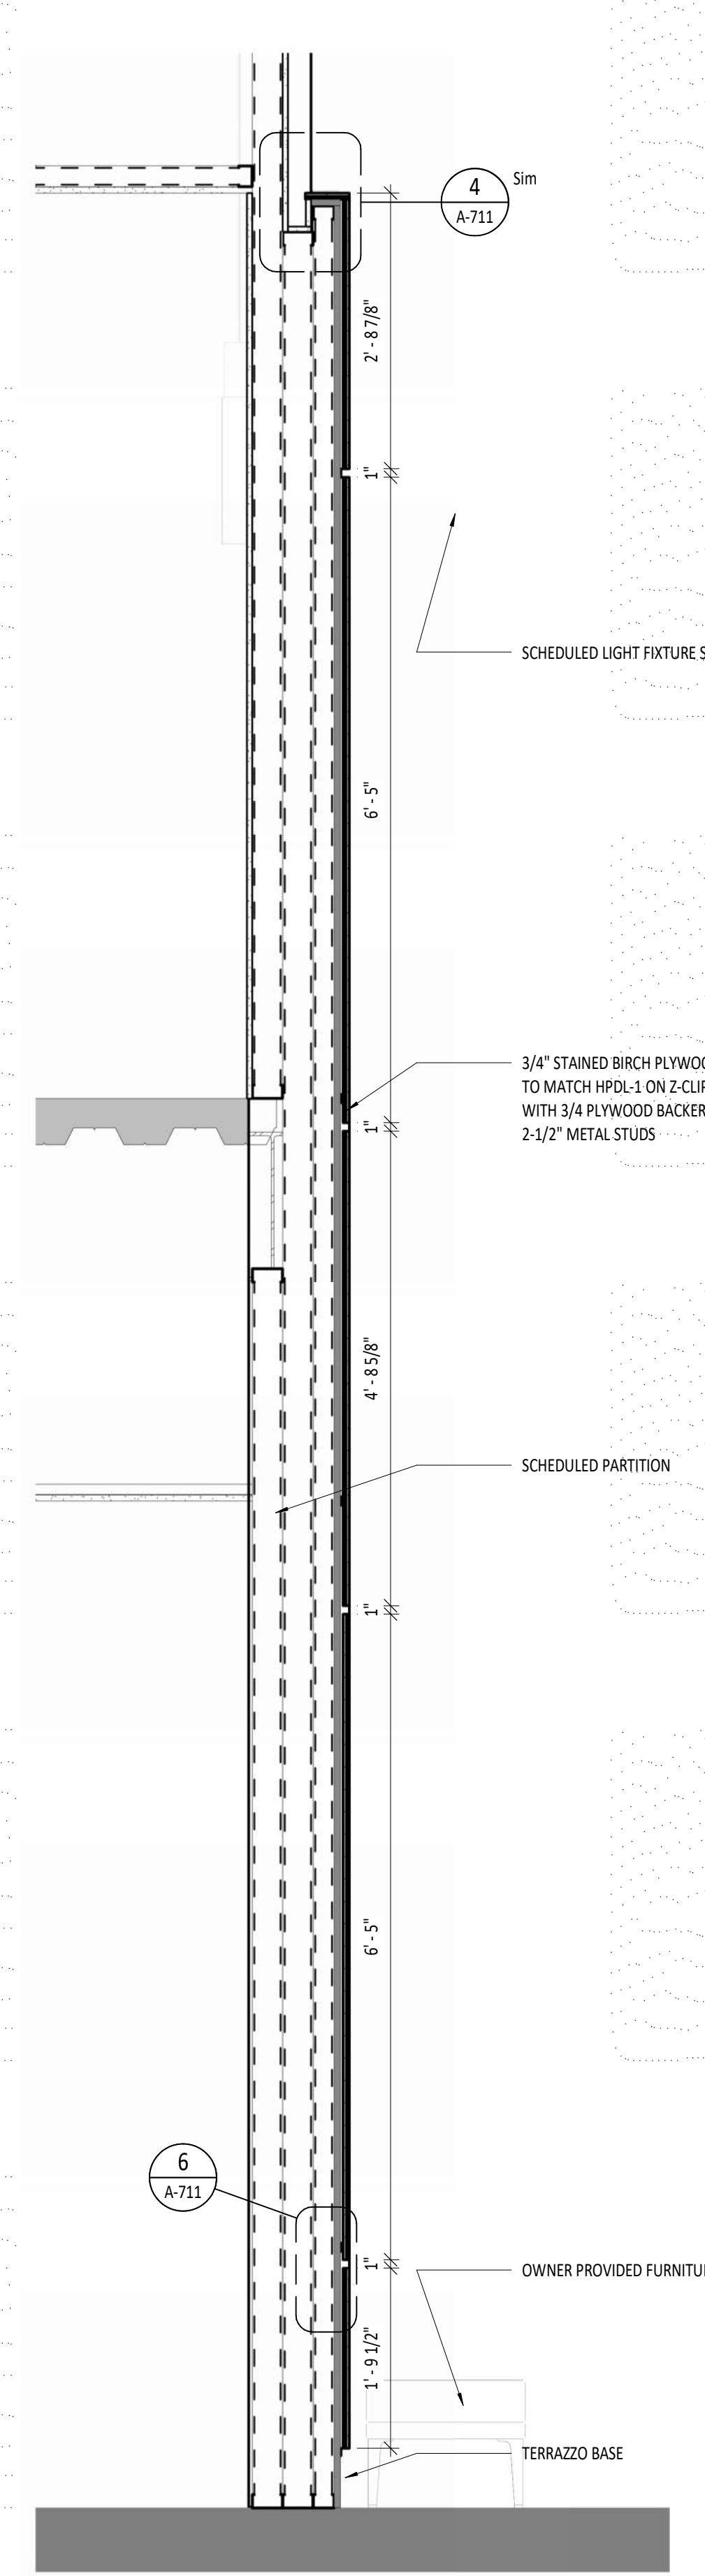 4
A-711
Sim
2' - 8 7/8"
1"
SCHEDULED LIGHT FIXTURE S
6' - 5"
3/4" STAINED BIRCH PLYWOO
TO MATCH HPDL-1 ON Z-CLIP
WITH 3/4 PLYWOOD BACKER
2-1/2" METAL STUDS
1"
4' - 8 5/8"
SCHEDULED PARTITION
1"
6' - 5"
6
A-711
1"
OWNER PROVIDED FURNITU
1' - 9 1/2"
TERRAZZO BASE